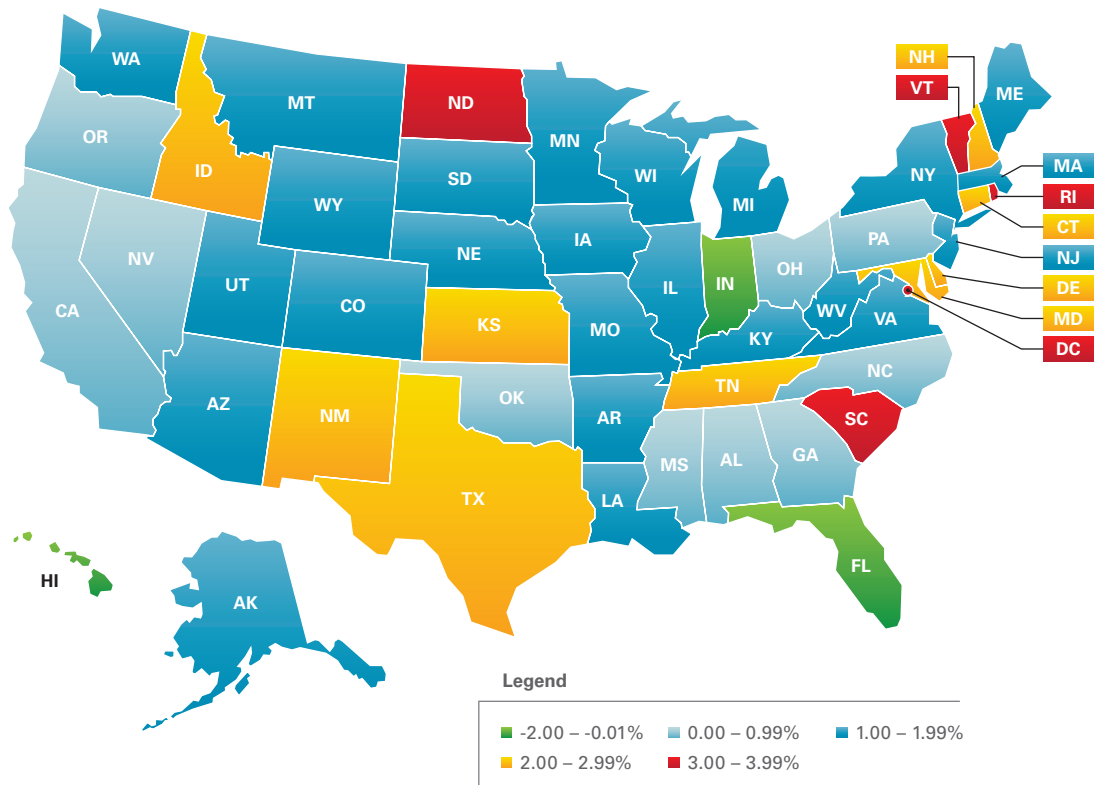 WA
MT
ND
MN
OR
ID
SD
WI
MI
NY
ME
NH
VT
MA
RI
CT
NJ
DE
MD
DC
WY
NE
IA
NV
UT
CO
IL
IN
OH
PA
CA
KS
MO
KY
WV
VA
AZ
NM
OK
AR
TN
NC
SC
TX
LA
MS
AL
GA
FL
HI
AK
Legend
-2.00 – -0.01%
0.00 – 0.99%
1.00 – 1.99%
2.00 – 2.99%
3.00 – 3.99%